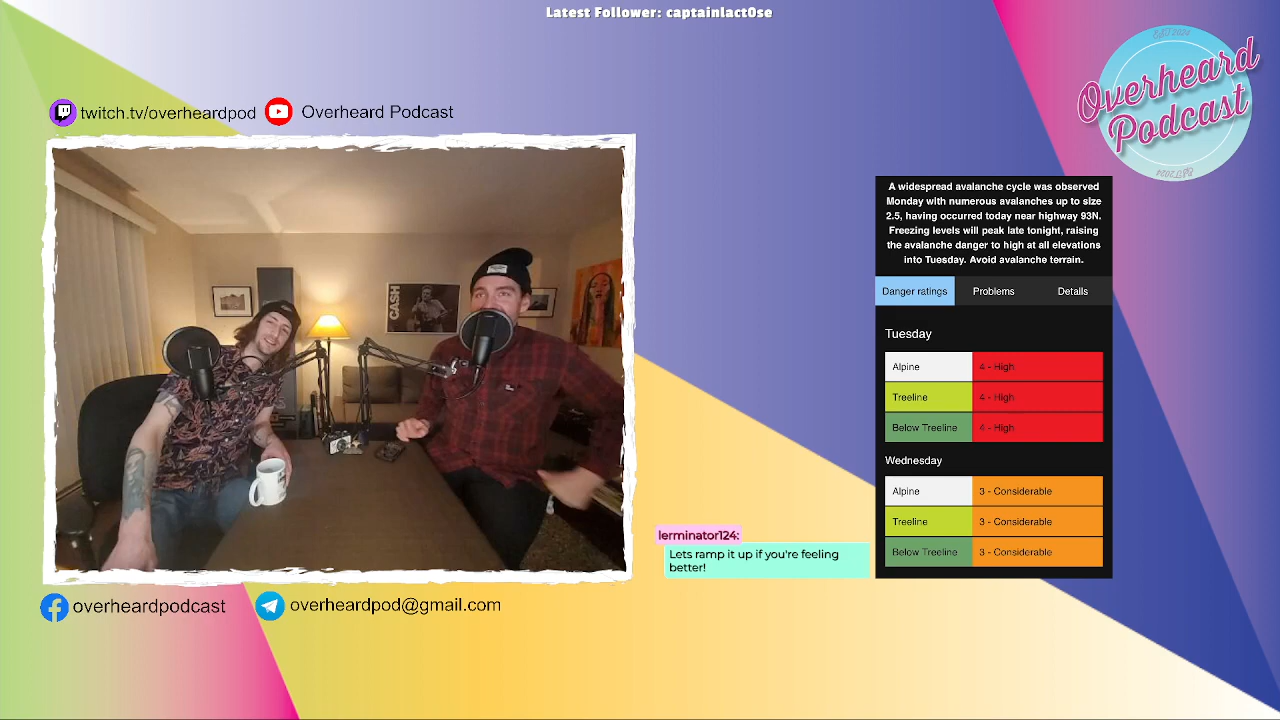 Latest Follower: captainlact0se
twitch.tv/overheardpod
Overheard Podcast
Overheard
Podcast
CASH
A widespread avalanche cycle was observed
Monday with numerous avalanches up to size
2.5, having occurred today near highway 93N.
Freezing levels will peak late tonight, raising
the avalanche danger to high at all elevations
into Tuesday. Avoid avalanche terrain.
Danger ratings
Problems
Details
Tuesday
Alpine
4 - High
Treeline
4 - High
Below Treeline
4 - High
Wednesday
Alpine
3 - Considerable
Treeline
3 - Considerable
Below Treeline
3 - Considerable
lerminator124:
Lets ramp it up if you're feeling
better!
overheardpodcast
overheardpod@gmail.com